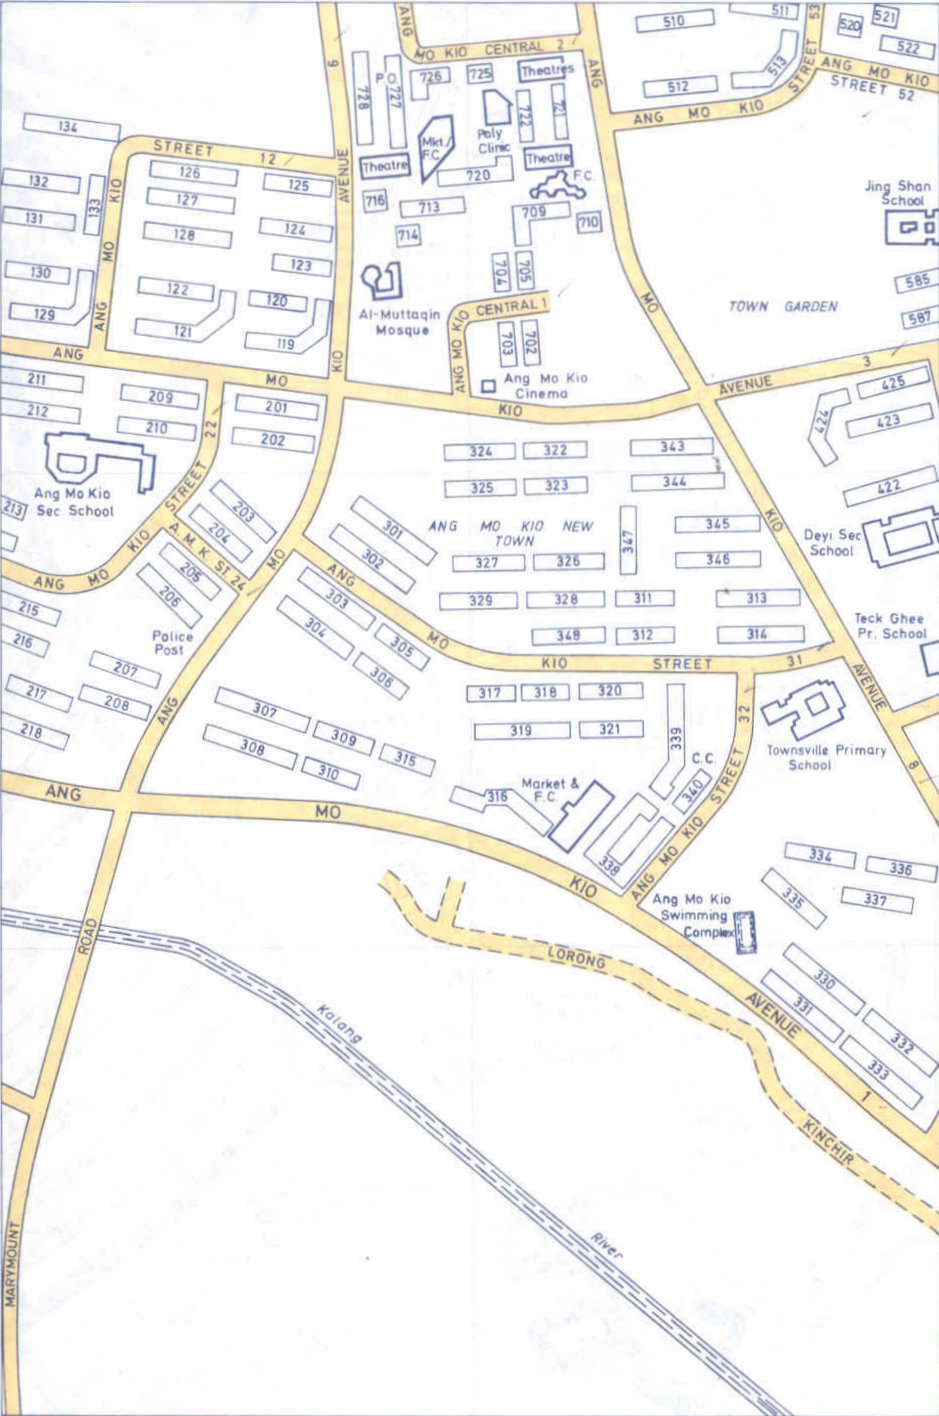 ANG
MO KIO CENTRAL 2
ANG
510
511
53
520
521
522
ANG MO KIO
STREET 52
6
P.O.
728
727
726
725
Theatres
722
721
Poly
Clinic
Mkt./
F.C.
512
513
STREET
ANG MO KIO
134
STREET 12
AVENUE
Theatre
720
Theatre
F.C.
126
125
132
133
KIO
127
716
713
709
710
Jing Shan
School
131
128
124
714
130
MO
123
704
705
585
122
120
Al-Muttaqin
Mosque
CENTRAL 1
MO
TOWN GARDEN
587
129
ANG
121
119
ANG MO KIO
703
702
ANG
KIO
MO
Ang Mo Kio
Cinema
KIO
AVENUE 3
211
209
201
212
210
22
202
425
424
423
Ang Mo Kio
Sec. School
324
322
343
325
323
344
422
213
STREET
203
204
301
302
ANG MO KIO NEW
TOWN
347
345
KIO
Deyi Sec
School
KIO
A. M. K ST. 24
MO
327
326
346
ANG MO
205
206
ANG
303
329
328
311
313
215
304
305
MO
348
312
314
Teck Ghee
Pr. School
216
Police
Post
306
KIO STREET 31
207
217
208
ANG
307
317
318
320
32
AVENUE
218
308
309
315
319
321
339
310
C.C.
Townsville Primary
School
8
ANG
MO
316
Market &
F.C.
340
338
ANG MO KIO STREET
KIO
334
336
335
337
Ang Mo Kio
Swimming
Complex
ROAD
LORONG
330
331
AVENUE
332
333
1
Kalang
KINCHIR
River
MARYMOUNT